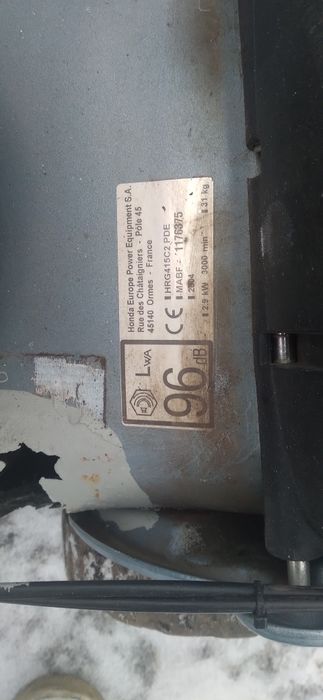 Honda Europe Power Equipment S.A.
Rue des Châtaigniers - Pôle 45
45140 Ormes - France
CE
HRG415C2 PDE
MABF - 1176375
2004
2.9 kW 3000 min⁻¹ 31 kg
LWA
96
dB